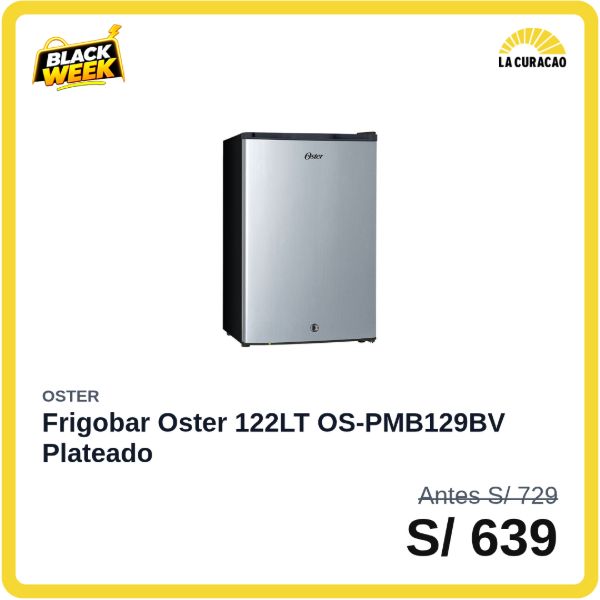 BLACK
WEEK
LA CURACAO
Oster
OSTER
Frigobar Oster 122LT OS-PMB129BV
Plateado
Antes S/ 729
S/ 639